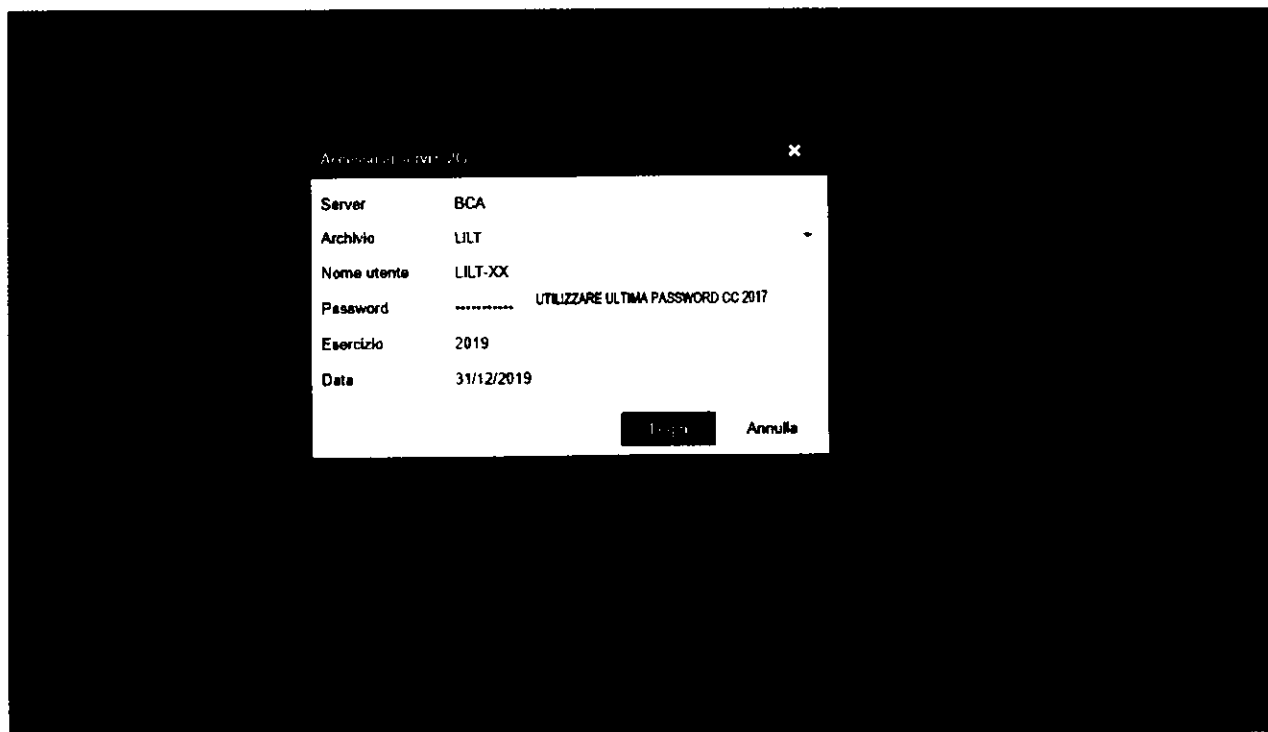 Server BCA
Archivio LILT
Nome utente LILT-XX
Password ----------- UTILIZZARE ULTIMA PASSWORD CC 2017
Esercizio 2019
Data 31/12/2019
Annulla